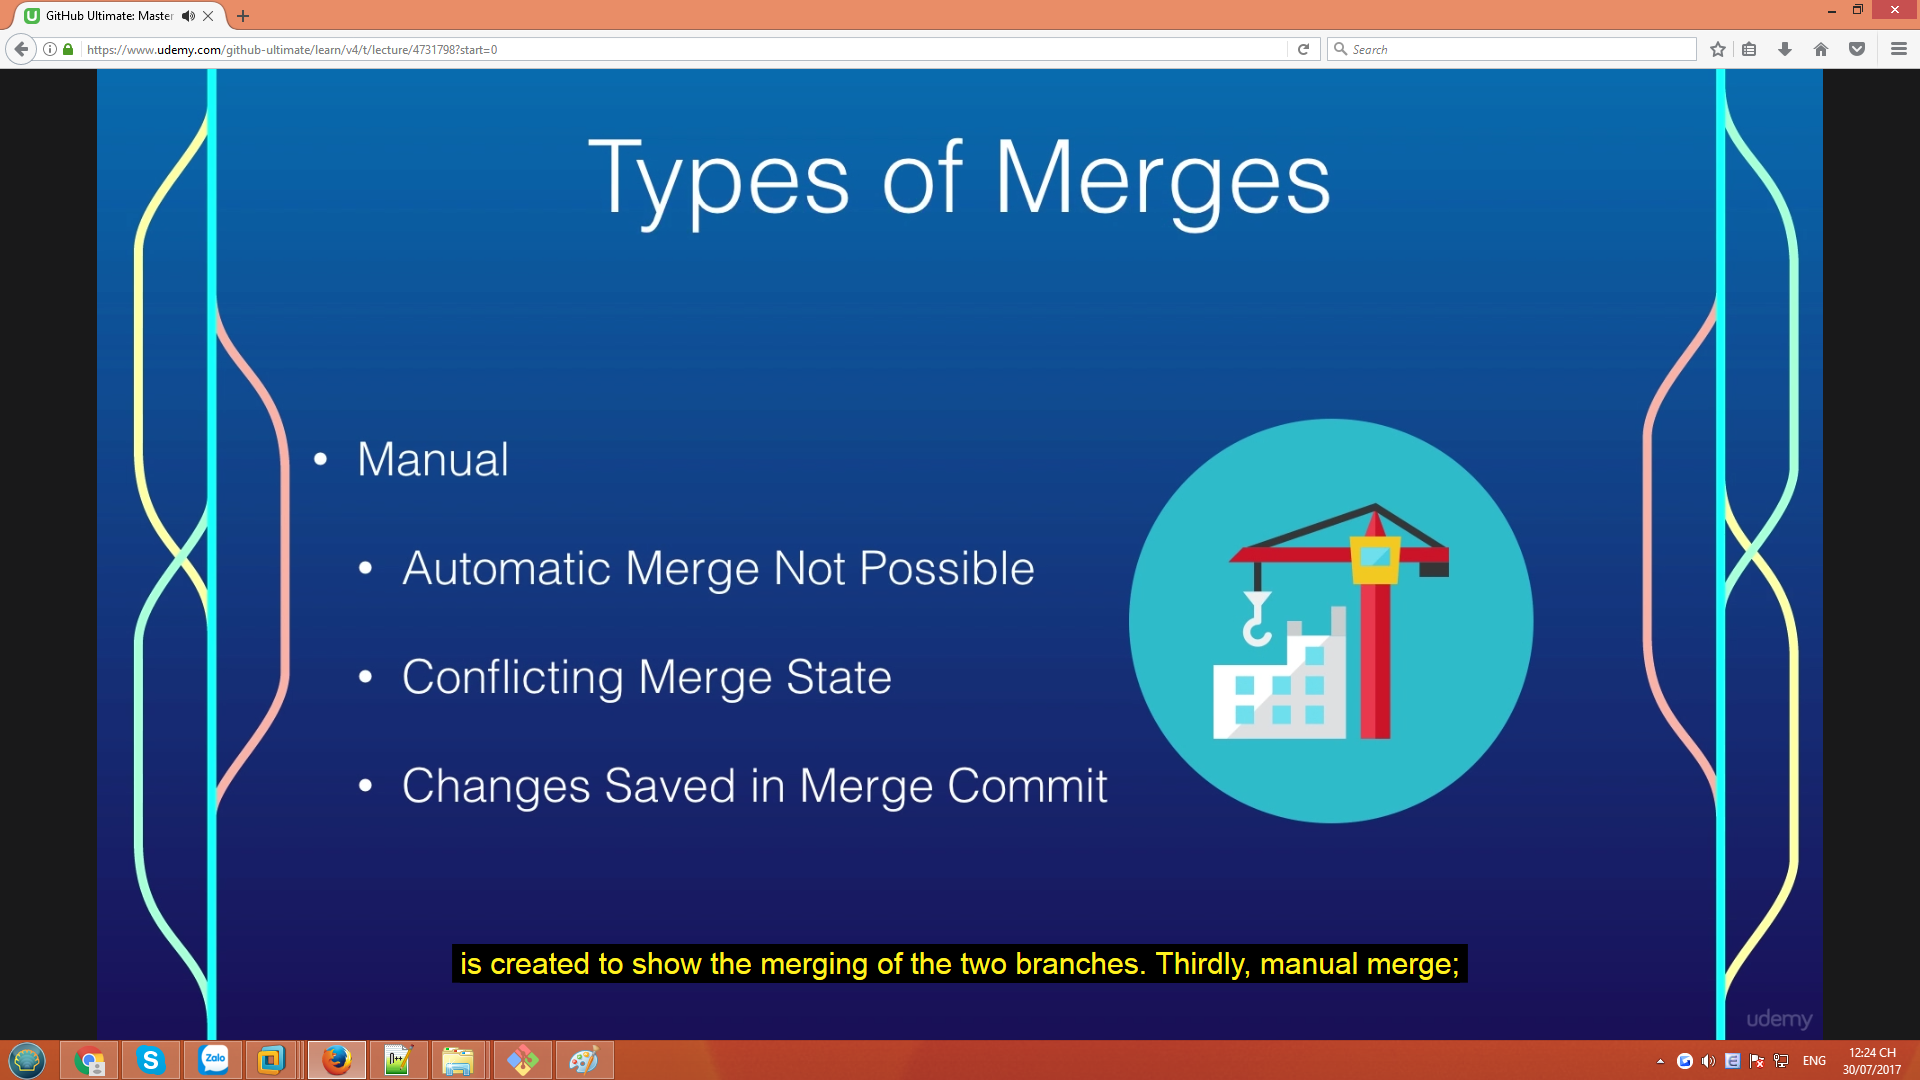 GitHub Ultimate: Master
https://www.udemy.com/github-ultimate/learn/v4/t/lecture/4731798?start=0
Search
Types of Merges
• Manual
• Automatic Merge Not Possible
• Conflicting Merge State
• Changes Saved in Merge Commit
is created to show the merging of the two branches. Thirdly, manual merge;
udemy
Zalo
ENG
12:24 CH
30/07/2017